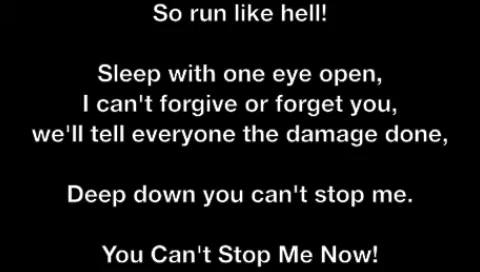 So run like hell!
Sleep with one eye open,
I can't forgive or forget you,
we'll tell everyone the damage done,
Deep down you can't stop me.
You Can't Stop Me Now!